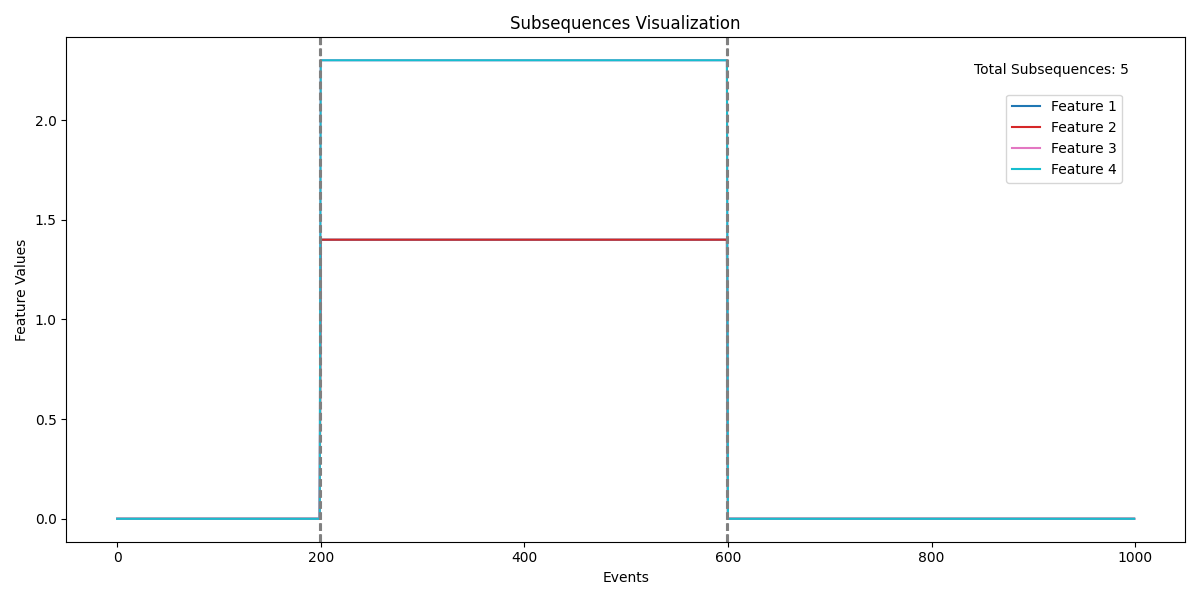 Subsequences Visualization
Total Subsequences: 5
Feature 1
Feature 2
Feature 3
Feature 4
Feature Values
2.0
1.5
1.0
0.5
0.0
0 200 400 600 800 1000
Events